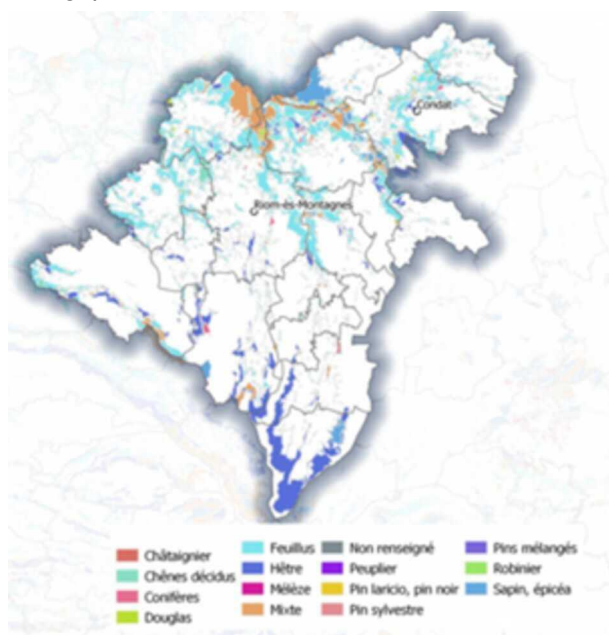 Condat
Riom-ès-Montagnes
Châtaignier
Chênes décidus
Conifères
Douglas
Feuillus
Hêtre
Mélèze
Mixte
Non renseigné
Peuplier
Pin laricio, pin noir
Pin sylvestre
Pins mélangés
Robinier
Sapin, épicéa